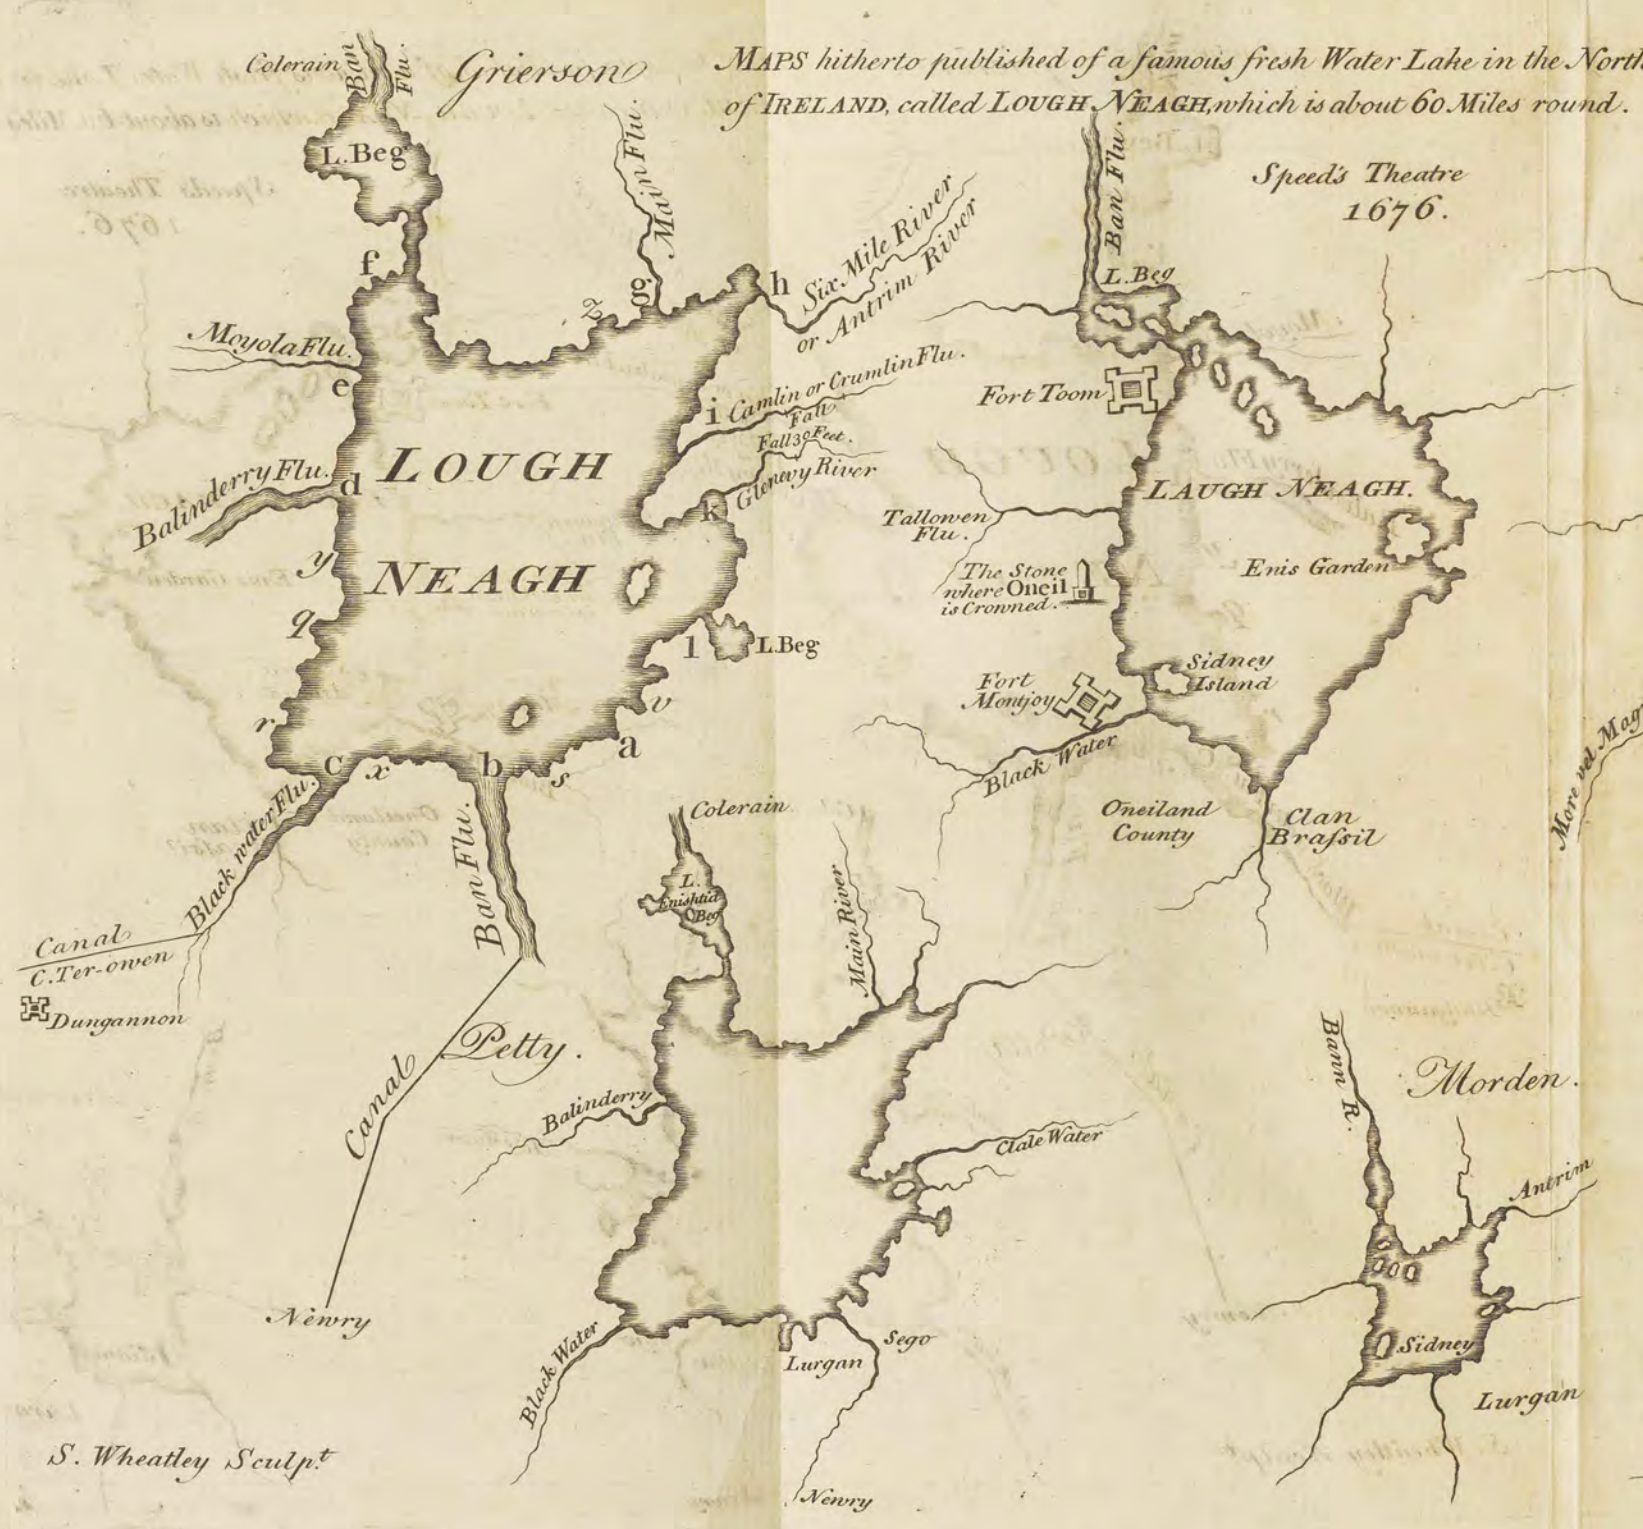 MAPS hitherto published of a famous fresh Water Lake in the North
of IRELAND, called LOUGH NEAGH, which is about 60 Miles round.
Grierson
Colerain
Ban
Flu.
L. Beg
f
Main Flu.
g
z
h
Six Mile River
or Antrim River
Moyola Flu.
e
i
Camlin or Crumlin Flu.
Fall
Fall 30 Feet.
Glenevy River
k
Balinderry Flu.
d
LOUGH
NEAGH
y
q
l
L. Beg
v
r
a
c
x
b
s
Black water Flu.
Ban Flu.
Canal
C. Ter-owen
Dungannon
Canal
Newry
Speed's Theatre
1676.
Ban Flu.
L. Beg
Fort Toom
LAUGH NEAGH.
Tallowen
Flu.
Enis Garden
The Stone
where Oneil
is Crowned.
Sidney
Island
Fort
Montjoy
Black Water
Oneiland
County
Clan
Braſsil
More vel Mag
Petty.
Colerain
L.
Enishtid
Beg
Main River
Balinderry
Clale Water
Black Water
Lurgan
Sego
Newry
Morden.
Bann R.
Antrim
Sidney
Lurgan
S. Wheatley Sculp.t